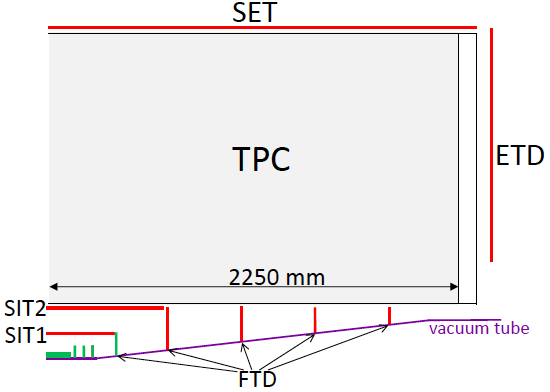 SET
TPC
ETD
2250 mm
SIT2
SIT1
vacuum tube
FTD